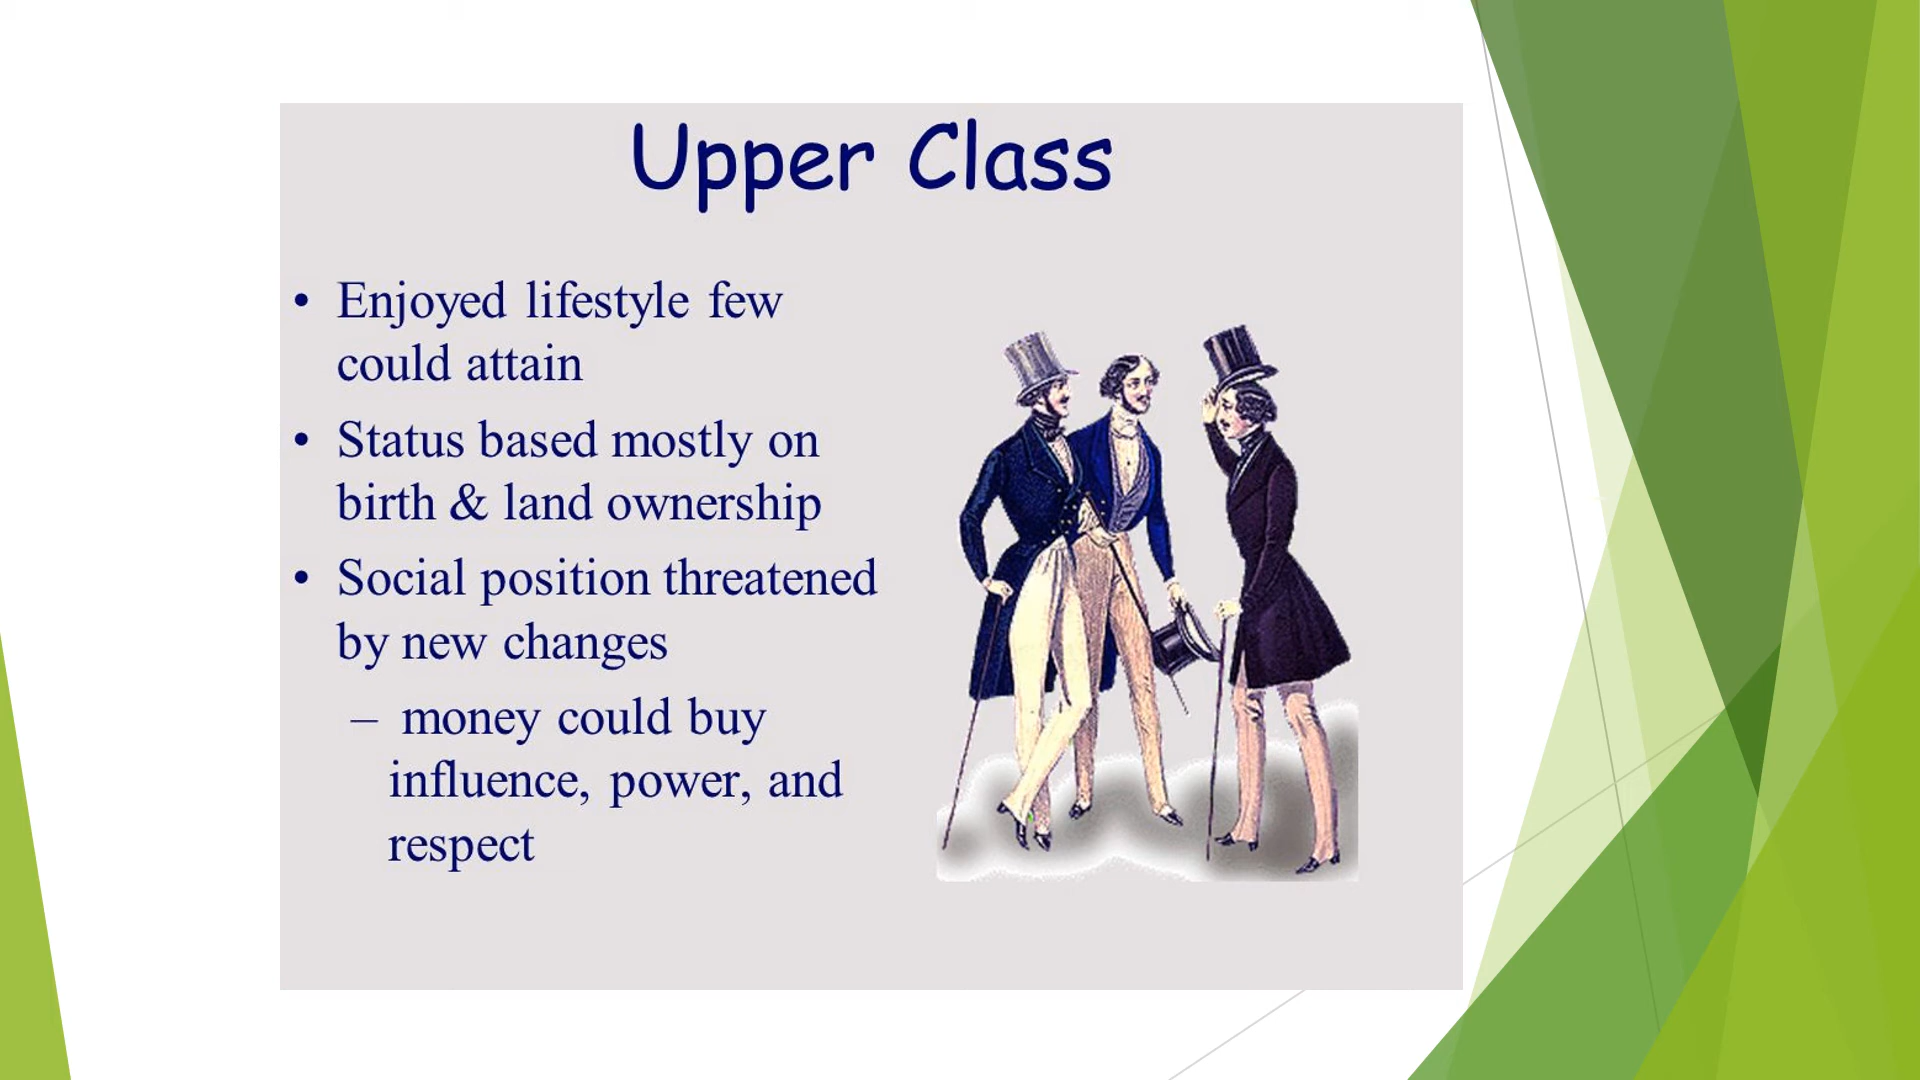 Upper Class
• Enjoyed lifestyle few
could attain
• Status based mostly on
birth & land ownership
• Social position threatened
by new changes
– money could buy
influence, power, and
respect